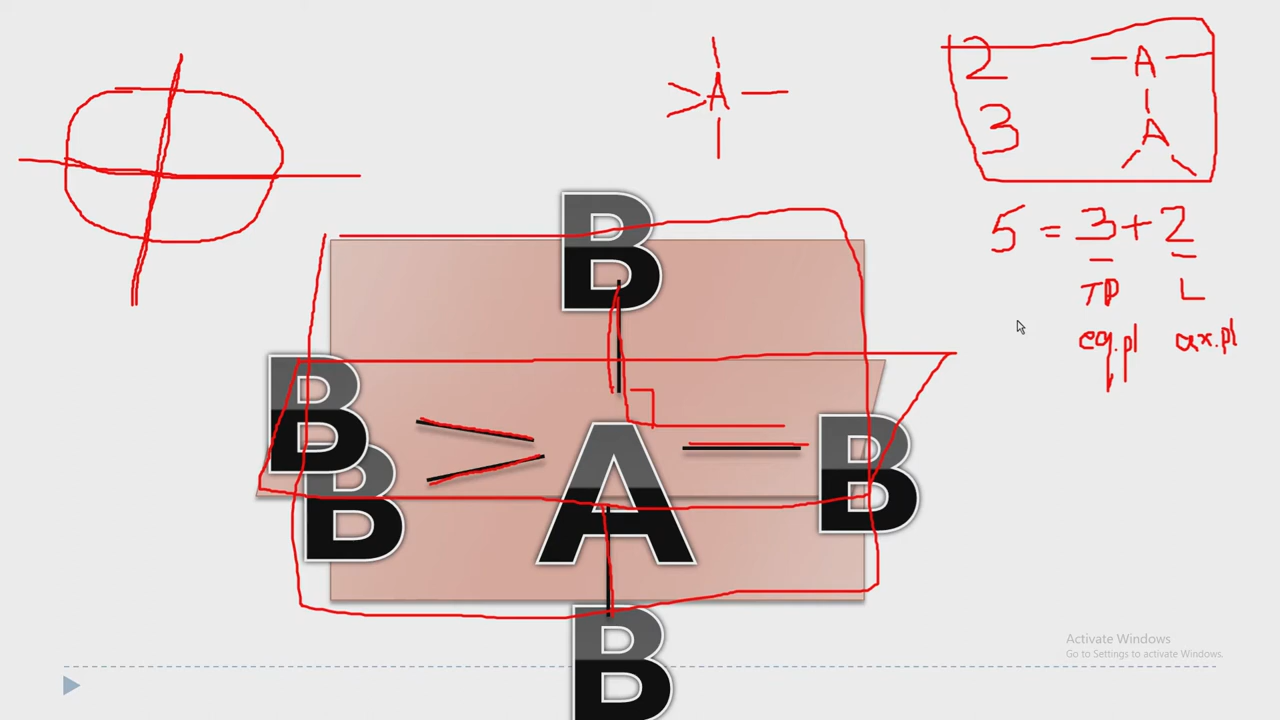 A
2 A
3 A
5 = 3 + 2
TP L
eq.pl ax.pl
B
B
B
A
B
B
Activate Windows
Go to Settings to activate Windows.